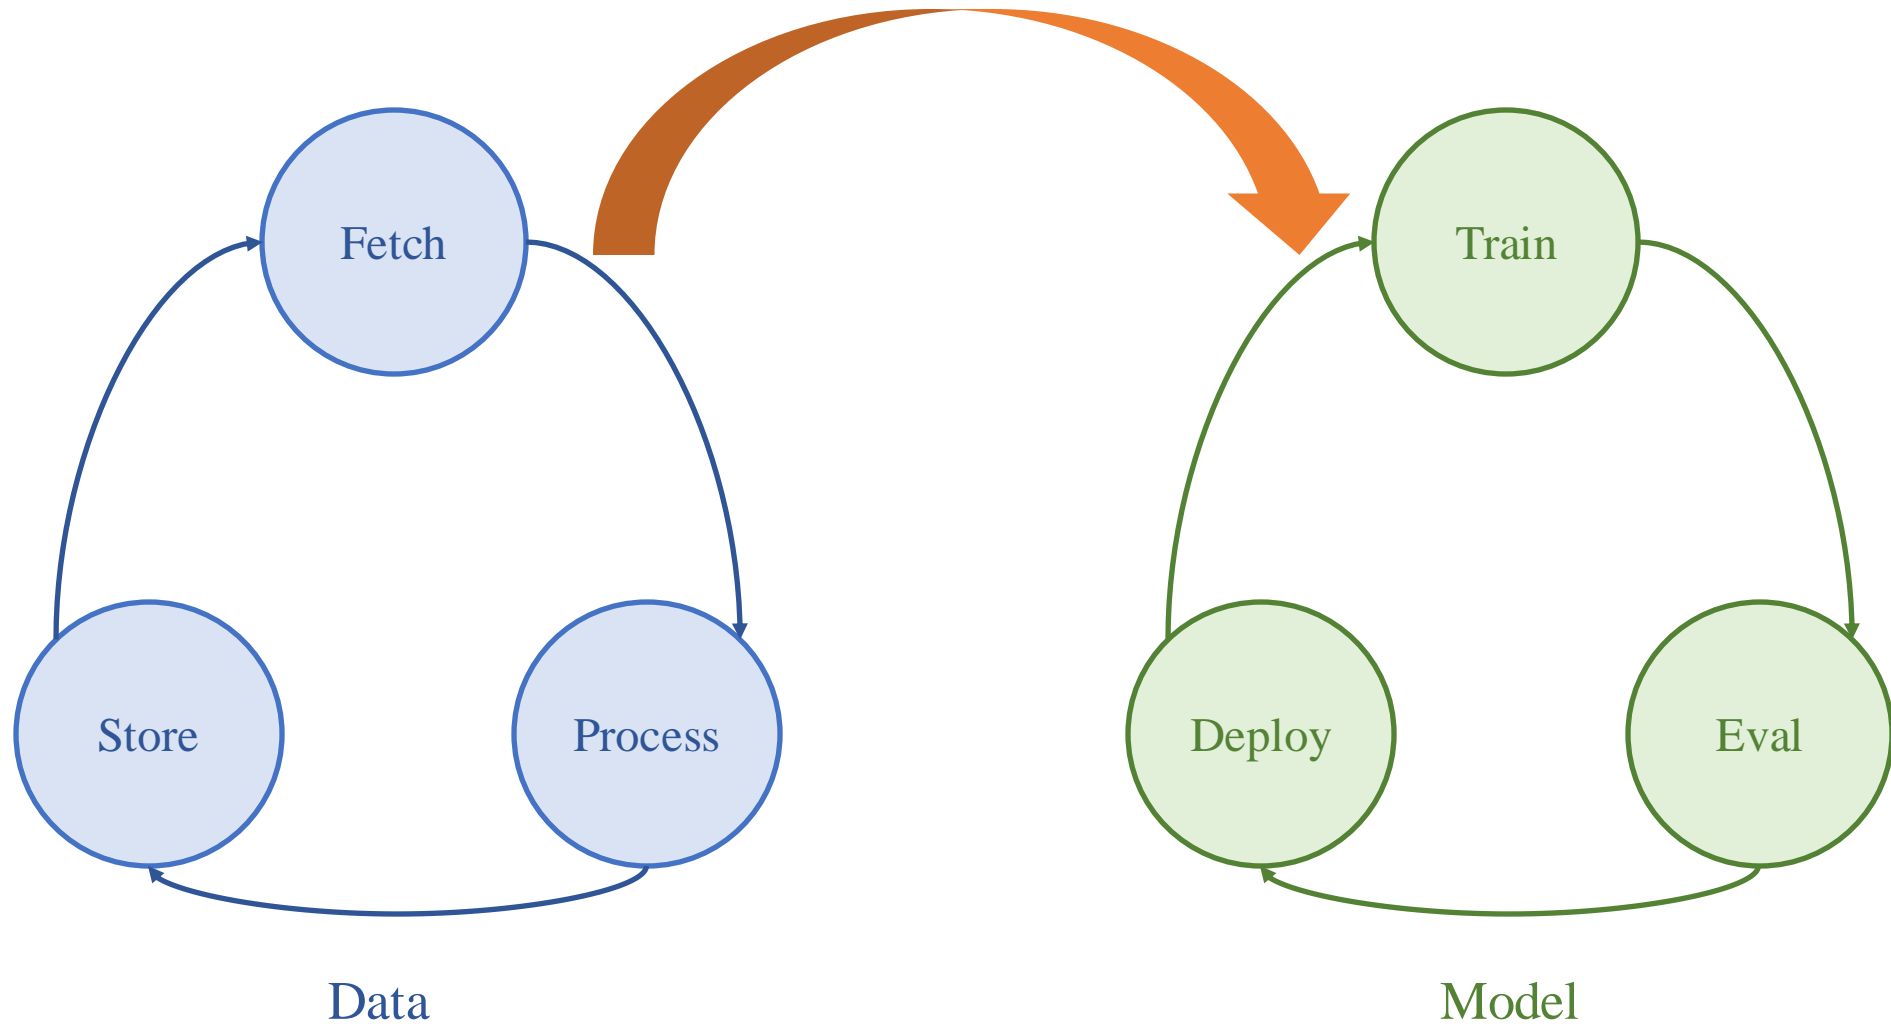 Fetch
Store
Process
Data
Train
Deploy
Eval
Model